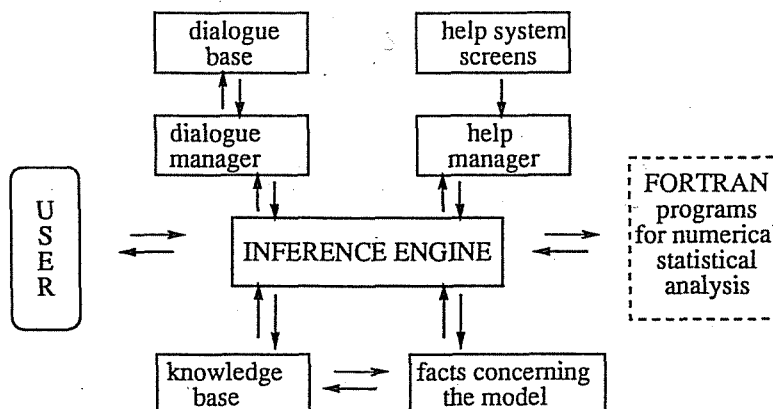 dialogue
base
help system
screens
dialogue
manager
help
manager
U
S
E
R
INFERENCE ENGINE
FORTRAN
programs
for numerical
statistical
analysis
knowledge
base
facts concerning
the model